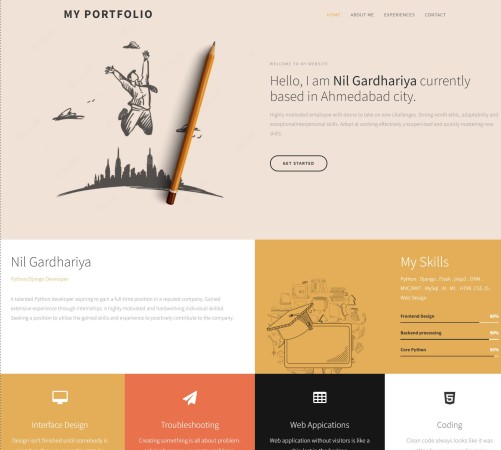 MY PORTFOLIO
HOME ABOUT ME EXPERIENCES CONTACT
WELCOME TO MY WEBSITE
Hello, I am Nil Gardhariya currently
based in Ahmedabad city.
Highly motivated employee with desire to take on new challenges. Strong worth ethic, adaptability and
exceptional interpersonal skills. Adept at working effectively unsupervised and quickly mastering new
skills.
GET STARTED
Nil Gardhariya
Python/Django Developer
A talented Python developer aspiring to gain a full-time position in a reputed company. Gained
extensive experience through internships. A highly motivated and hardworking individual skilled.
Seeking a position to utilise the gained skills and experience to positively contribute to the company.
My Skills
Python , Django , Flask , ORM ,
MVC/MVT , MySql , HTML CSS JS ,
Web Design
Frontend Design
Backend processing
Core Python
Interface Design
Troubleshooting
Web Appications
Coding
Design isn't finished until somebody is
Creating something is all about problem
Web application without visitors is like a
Clean code always looks like it was